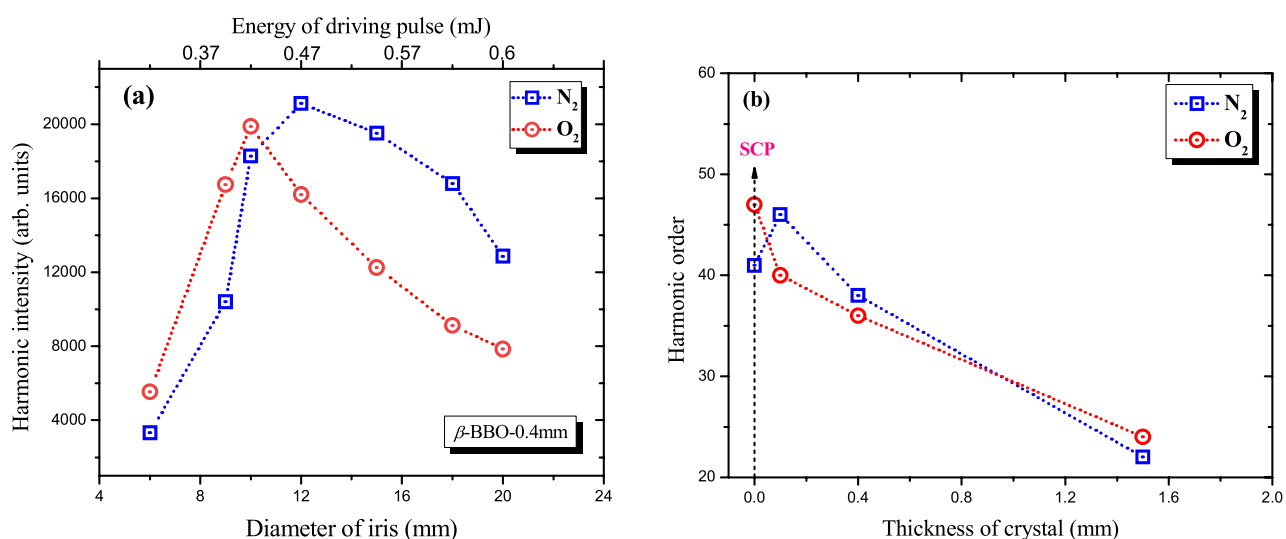 Energy of driving pulse (mJ)
0.37 0.47 0.57 0.6
(a)
N2
O2
20000
16000
12000
8000
4000
Harmonic intensity (arb. units)
β-BBO-0.4mm
4 8 12 16 20 24
Diameter of iris (mm)
60
50
40
30
20
Harmonic order
(b)
N2
O2
SCP
0.0 0.4 0.8 1.2 1.6 2.0
Thickness of crystal (mm)